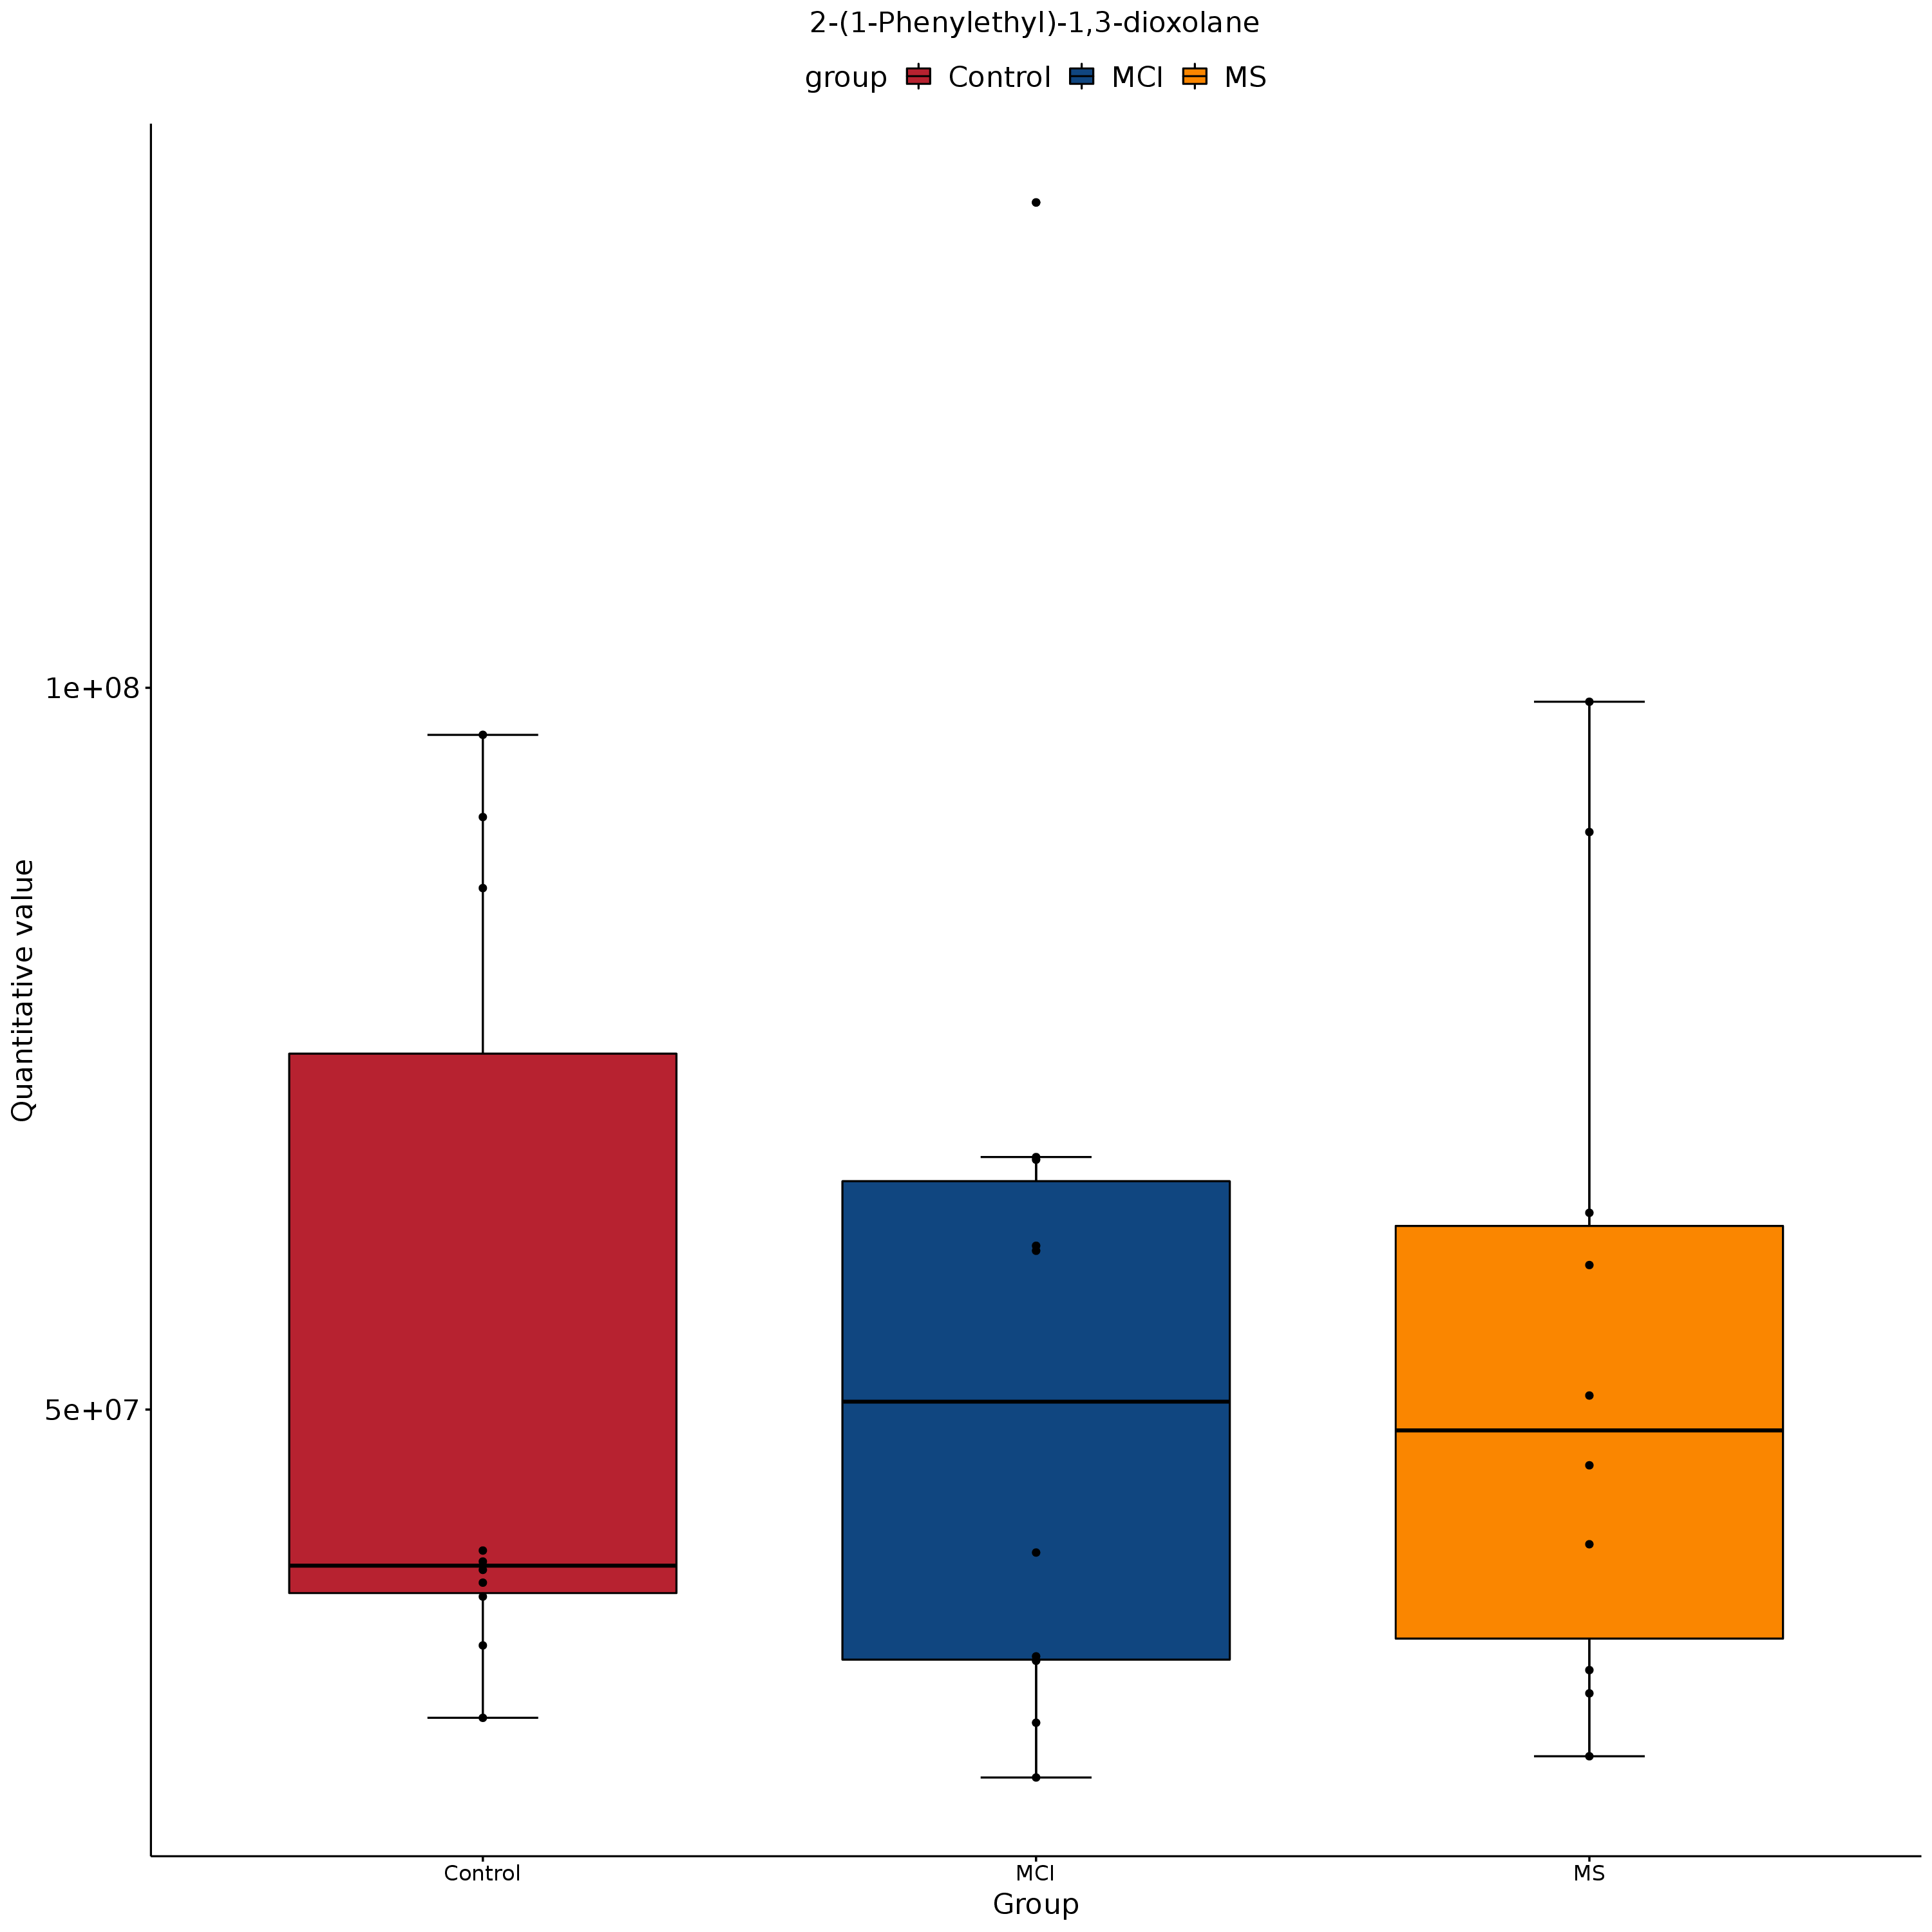 2-(1-Phenylethyl)-1,3-dioxolane
group Control MCI MS
Quantitative value
1e+08
5e+07
Control MCI MS
Group